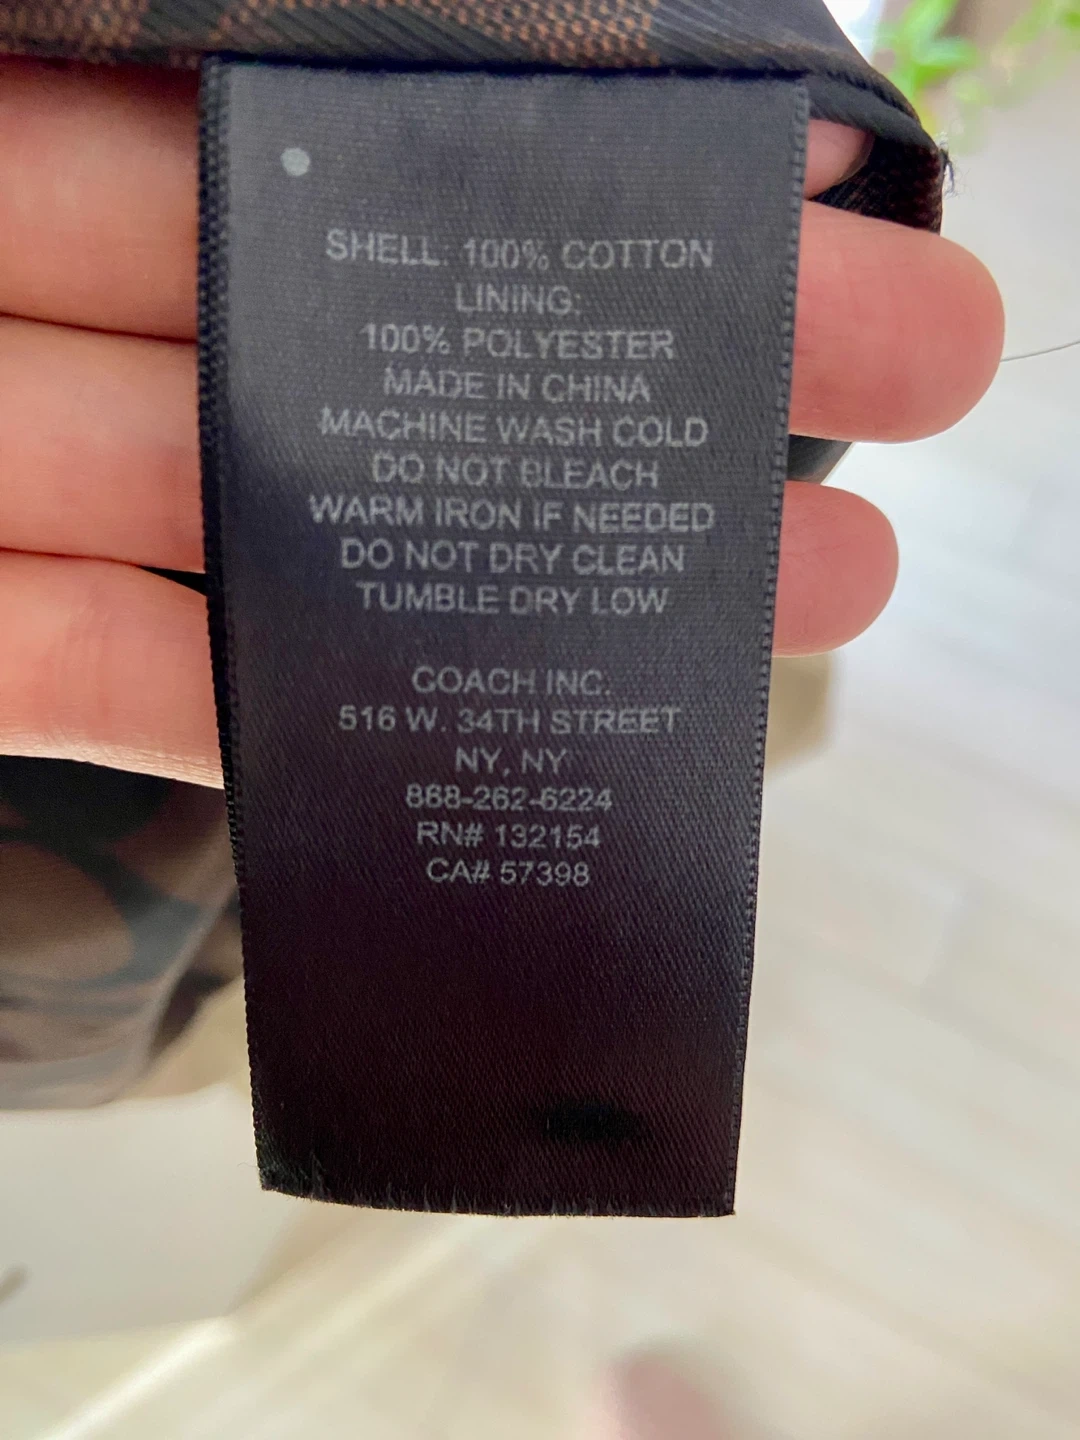 SHELL: 100% COTTON
LINING:
100% POLYESTER
MADE IN CHINA
MACHINE WASH COLD
DO NOT BLEACH
WARM IRON IF NEEDED
DO NOT DRY CLEAN
TUMBLE DRY LOW
COACH INC.
516 W. 34TH STREET
NY, NY
868-262-6224
RN# 132154
CA# 57398